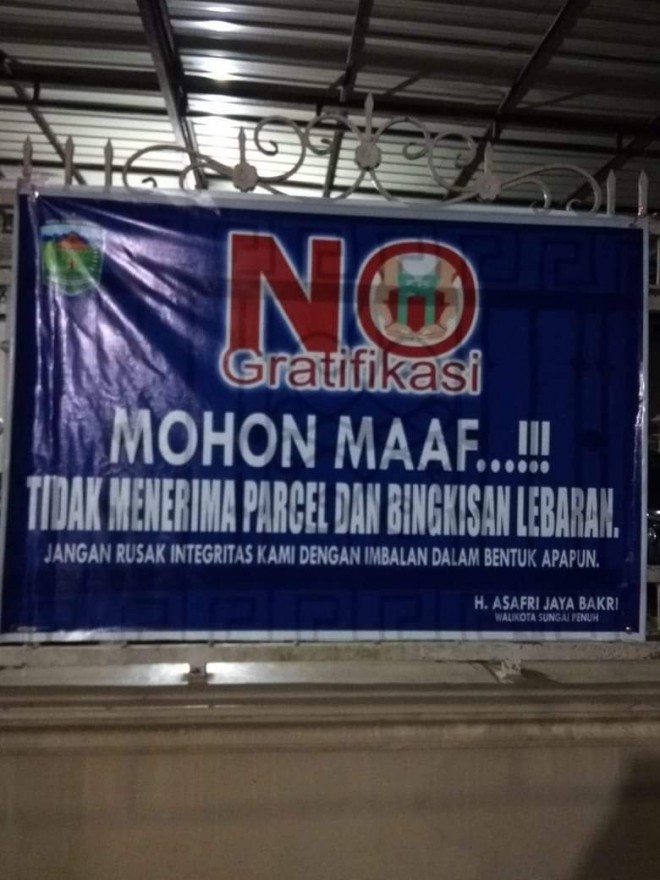 NO
Gratifikasi
MOHON MAAF...!!!
TIDAK MENERIMA PARCEL DAN BINGKISAN LEBARAN.
JANGAN RUSAK INTEGRITAS KAMI DENGAN IMBALAN DALAM BENTUK APAPUN.
H. ASAFRI JAYA BAKRI
WALIKOTA SUNGAI PENUH